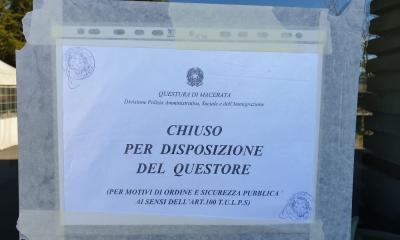 QUESTURA DI MACERATA
Divisione Polizia Amministrativa, Sociale e dell'Immigrazione
CHIUSO
PER DISPOSIZIONE
DEL QUESTORE
(PER MOTIVI DI ORDINE E SICUREZZA PUBBLICA
AI SENSI DELL'ART.100 T.U.L.P.S)